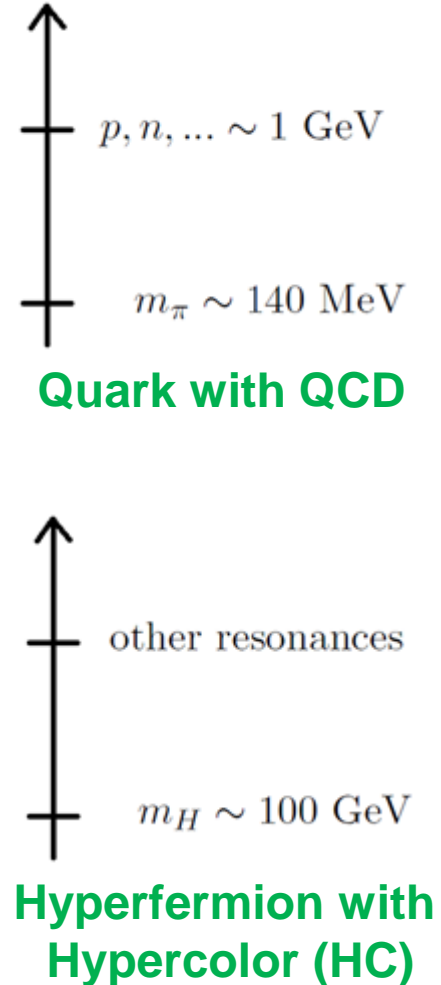 p, n, ... ∼ 1 GeV
m_π ∼ 140 MeV
Quark with QCD
other resonances
m_H ∼ 100 GeV
Hyperfermion with
Hypercolor (HC)